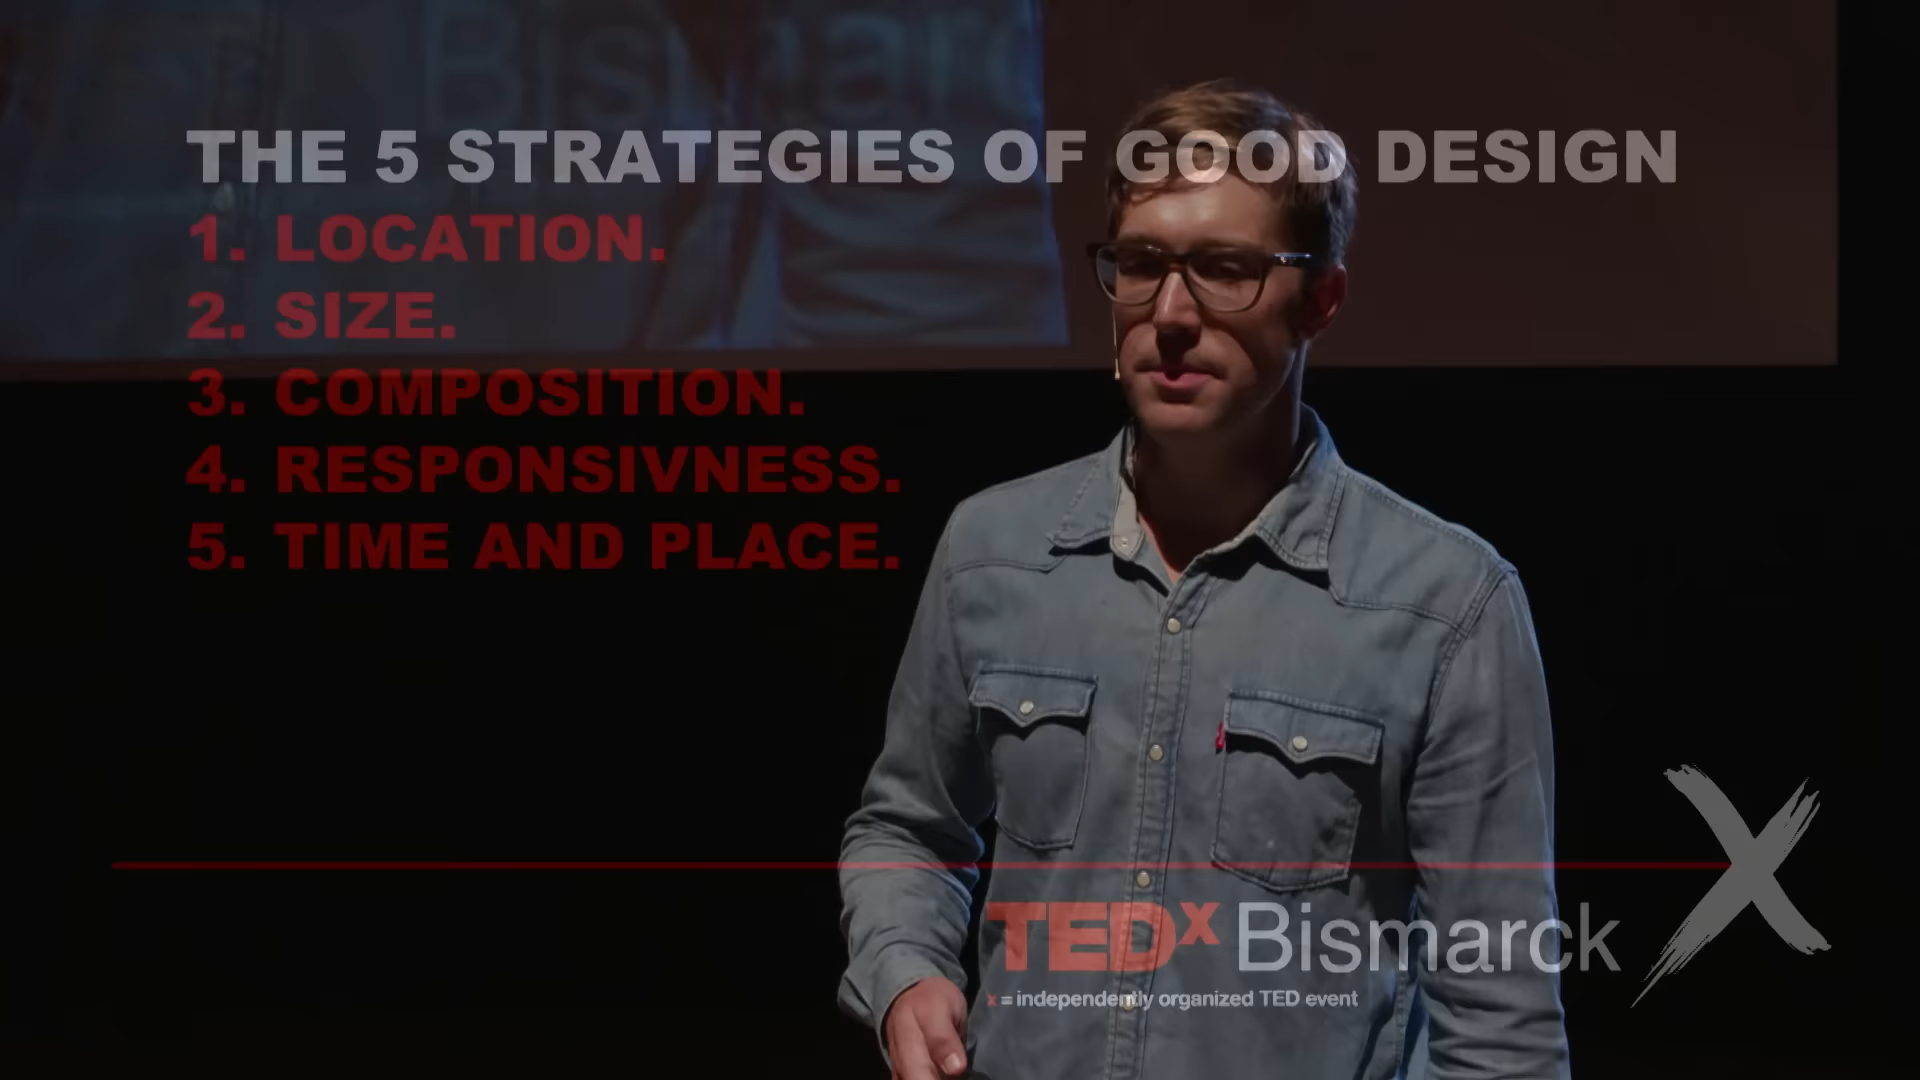 Bismarc
THE 5 STRATEGIES OF GOOD DESIGN
1. LOCATION.
2. SIZE.
3. COMPOSITION.
4. RESPONSIVNESS.
5. TIME AND PLACE.
X
TEDx Bismarck
x = independently organized TED event